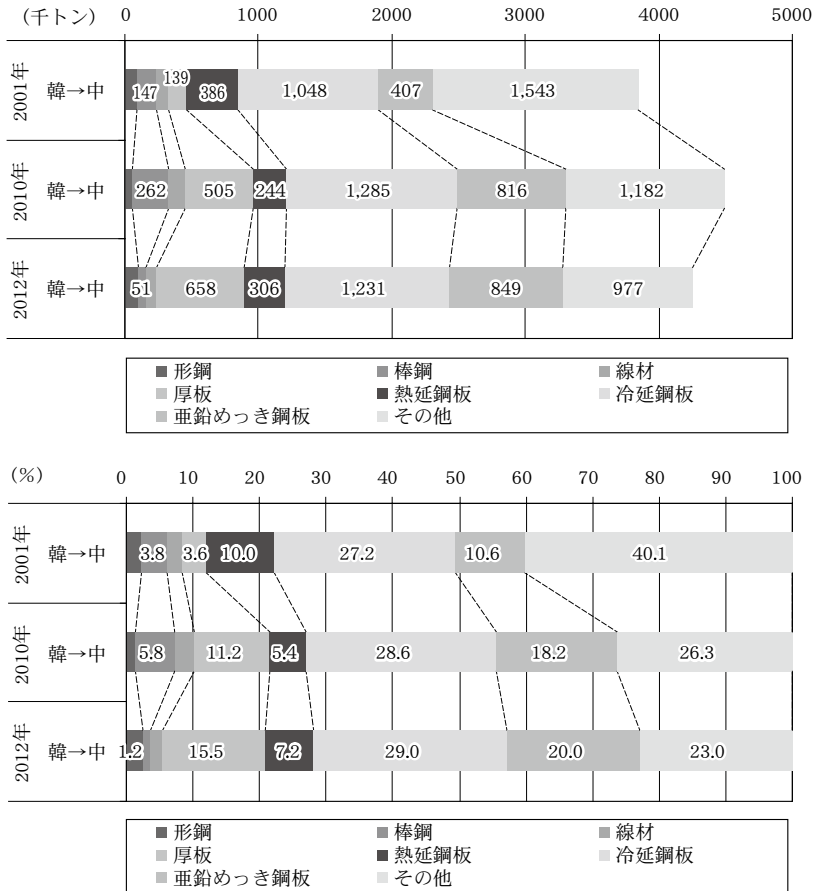 (千トン) 0 1000 2000 3000 4000 5000
2001年 韓→中 147 139 386 1,048 407 1,543
2010年 韓→中 262 505 244 1,285 816 1,182
2012年 韓→中 51 658 306 1,231 849 977
形鋼 棒鋼 線材
厚板 熱延鋼板 冷延鋼板
亜鉛めっき鋼板 その他
(%) 0 10 20 30 40 50 60 70 80 90 100
2001年 韓→中 3.8 3.6 10.0 27.2 10.6 40.1
2010年 韓→中 5.8 11.2 5.4 28.6 18.2 26.3
2012年 韓→中 1.2 15.5 7.2 29.0 20.0 23.0
形鋼 棒鋼 線材
厚板 熱延鋼板 冷延鋼板
亜鉛めっき鋼板 その他